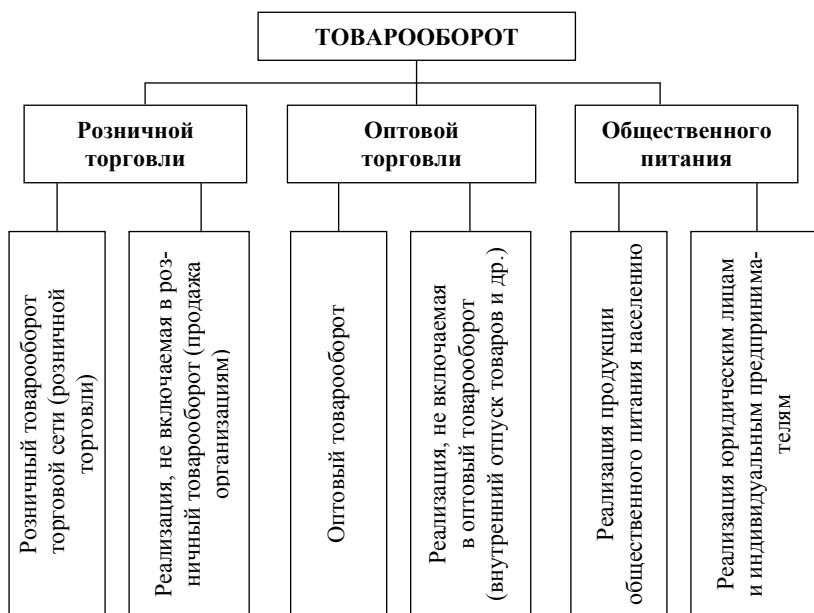 ТОВАРООБОРОТ
Розничной
торговли
Оптовой
торговли
Общественного
питания
Розничный товарооборот
торговой сети (розничной
торговли)
Реализация, не включаемая в роз-
ничный товарооборот (продажа
организациям)
Оптовый товарооборот
Реализация, не включаемая
в оптовый товарооборот
(внутренний отпуск товаров и др.)
Реализация продукции
общественного питания населению
Реализация юридическим лицам
и индивидуальным предпринима-
телям